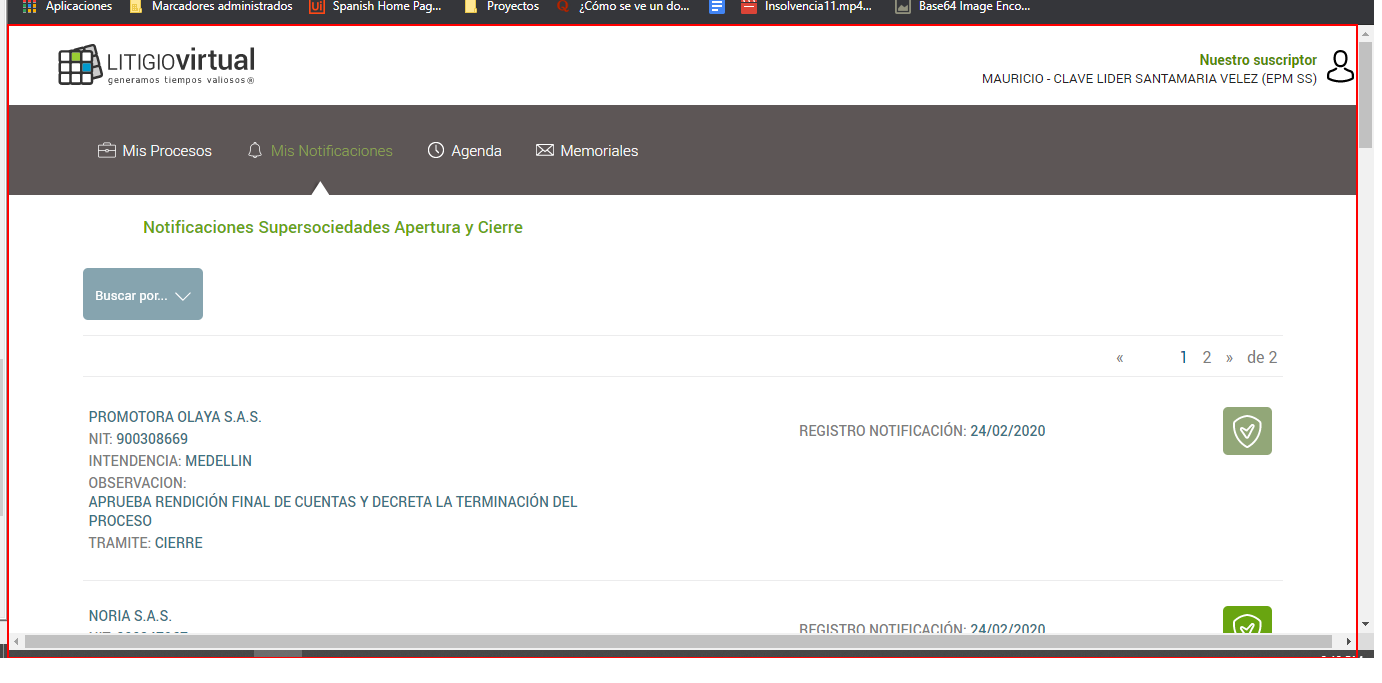 Aplicaciones Marcadores administrados Spanish Home Pag... Proyectos ¿Cómo se ve un do... Insolvencia11.mp4... Base64 Image Enco...
LITIGIOvirtual
generamos tiempos valiosos®
Nuestro suscriptor
MAURICIO - CLAVE LIDER SANTAMARIA VELEZ (EPM SS)
Mis Procesos Mis Notificaciones Agenda Memoriales
Notificaciones Supersociedades Apertura y Cierre
Buscar por...
« 1 2 » de 2
PROMOTORA OLAYA S.A.S.
NIT: 900308669
REGISTRO NOTIFICACIÓN: 24/02/2020
INTENDENCIA: MEDELLIN
OBSERVACION:
APRUEBA RENDICIÓN FINAL DE CUENTAS Y DECRETA LA TERMINACIÓN DEL
PROCESO
TRAMITE: CIERRE
NORIA S.A.S.
REGISTRO NOTIFICACIÓN: 24/02/2020